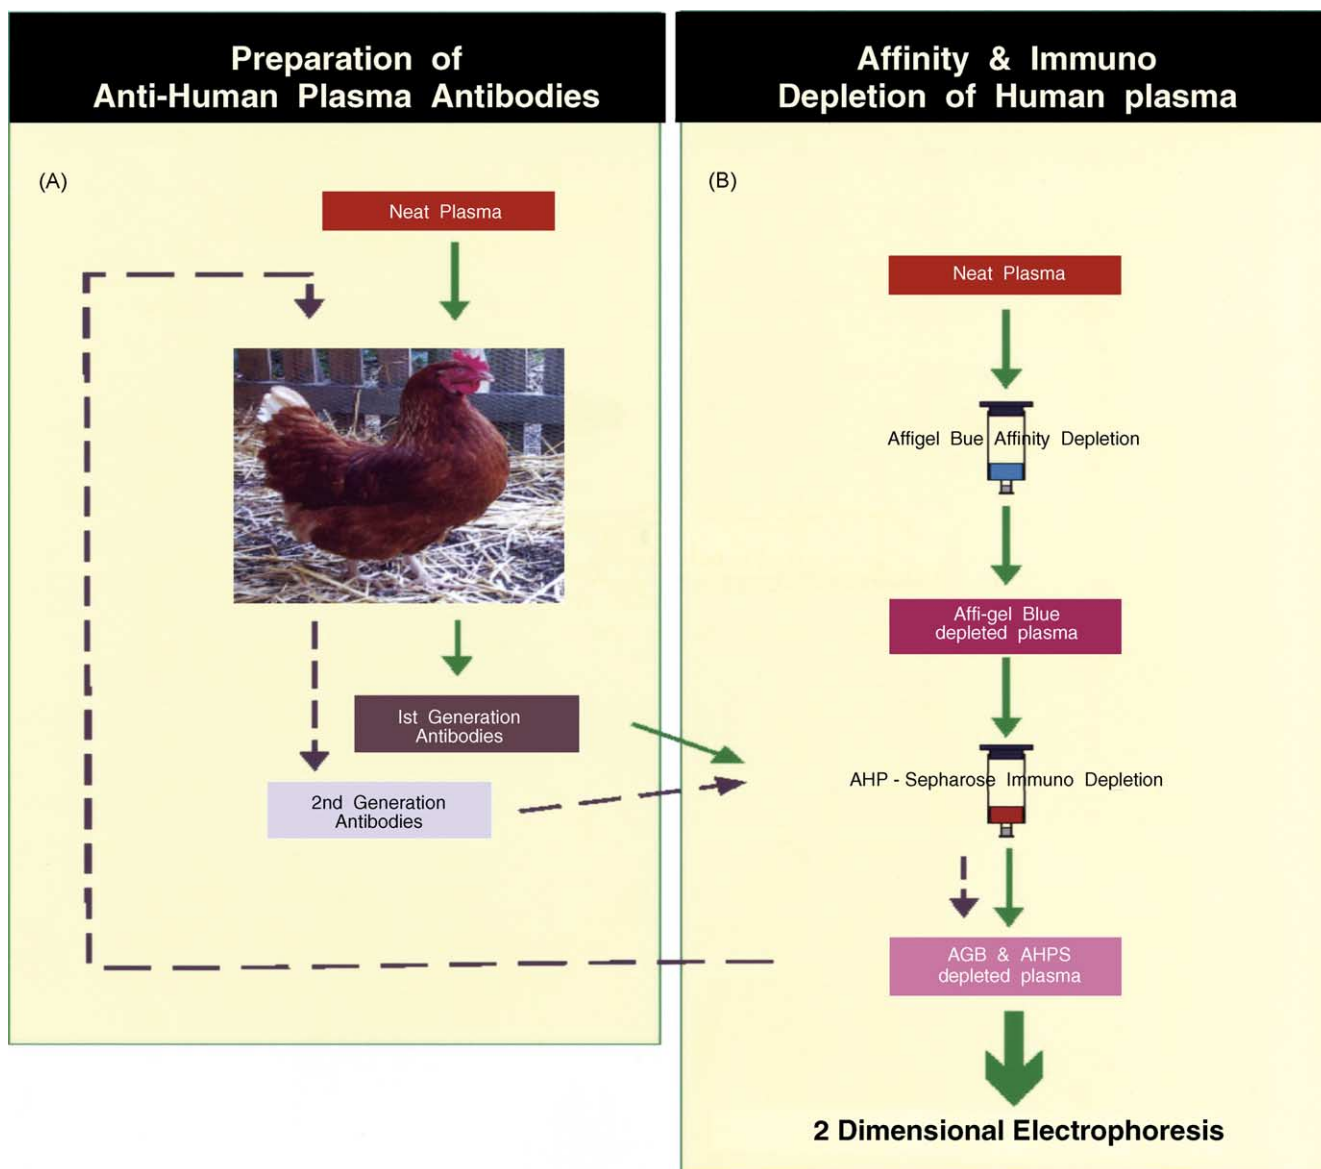 Preparation of
Anti-Human Plasma Antibodies
(A)
Neat Plasma
Ist Generation
Antibodies
2nd Generation
Antibodies
Affinity & Immuno
Depletion of Human plasma
(B)
Neat Plasma
Affigel Bue Affinity Depletion
Affi-gel Blue
depleted plasma
AHP - Sepharose Immuno Depletion
AGB & AHPS
depleted plasma
2 Dimensional Electrophoresis